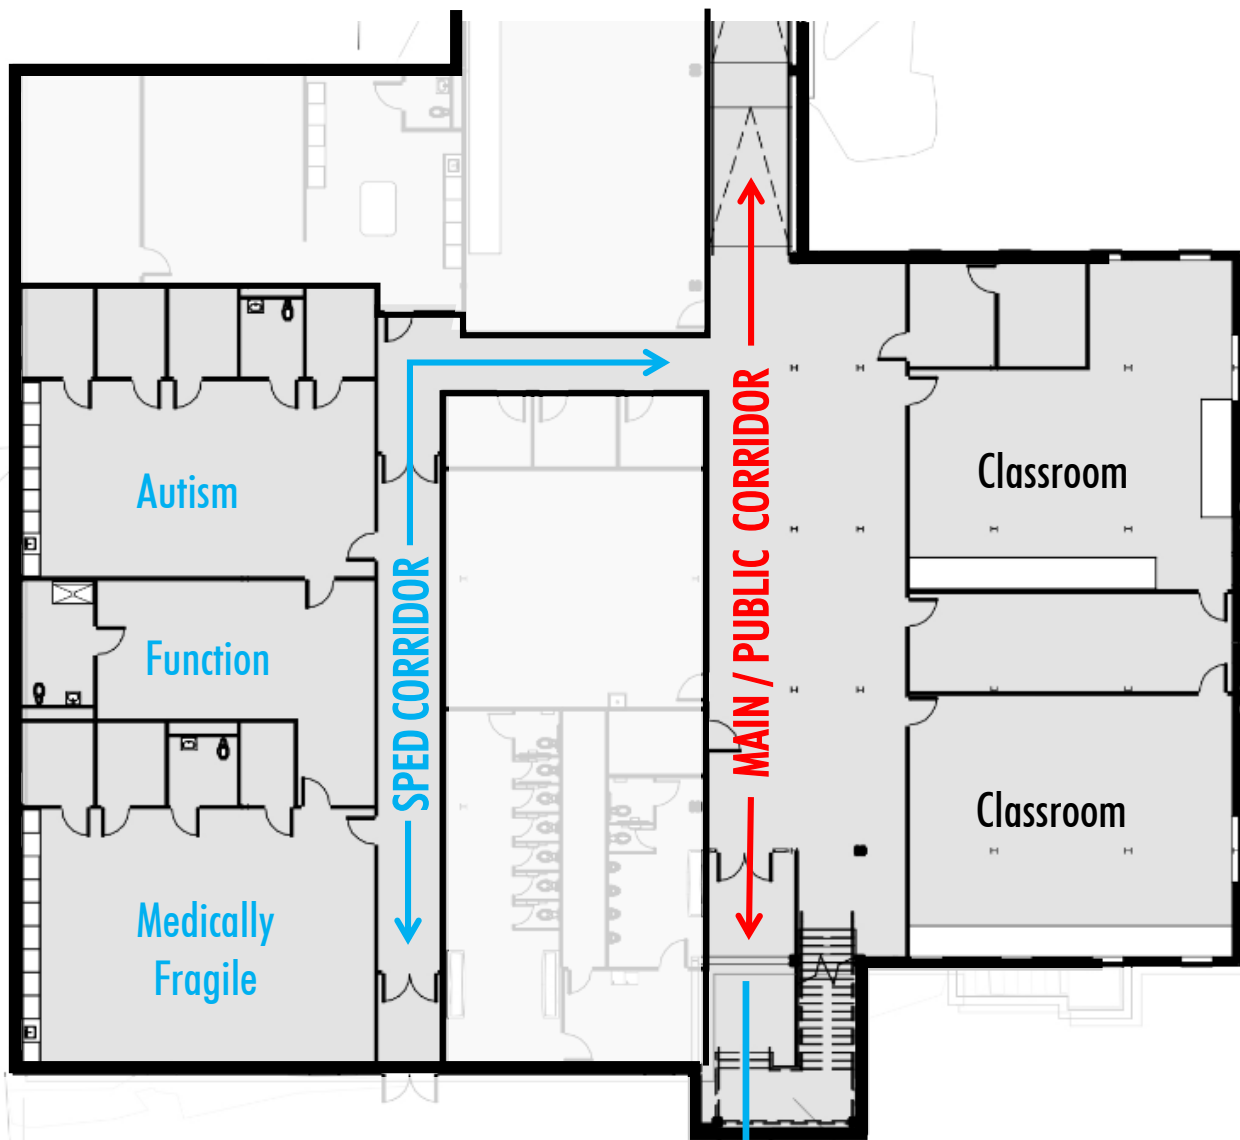 Autism
Function
Medically
Fragile
SPED CORRIDOR
MAIN / PUBLIC CORRIDOR
Classroom
Classroom